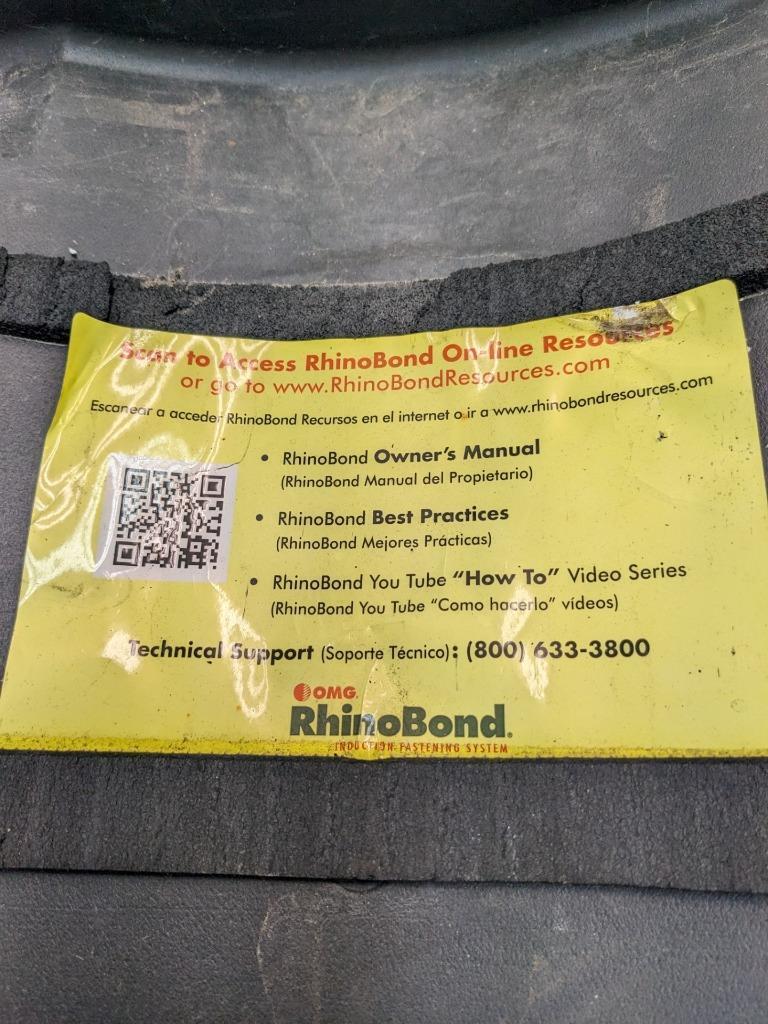 Scan to Access RhinoBond On-line Resources
or go to www.RhinoBondResources.com
Escanear a acceder RhinoBond Recursos en el internet o ir a www.rhinobondresources.com
• RhinoBond Owner's Manual
(RhinoBond Manual del Propietario)
• RhinoBond Best Practices
(RhinoBond Mejores Prácticas)
• RhinoBond You Tube "How To" Video Series
(RhinoBond You Tube "Como hacerlo" vídeos)
Technical Support (Soporte Técnico): (800) 633-3800
OMG.
RhinoBond.
INDUCTION FASTENING SYSTEM